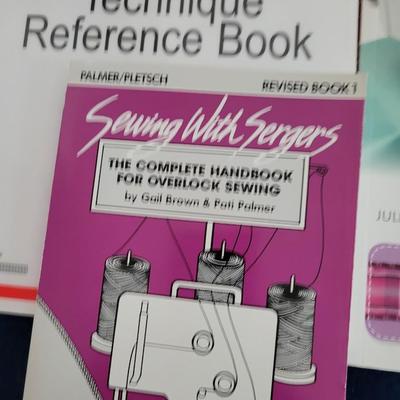 Technique
Reference Book
PALMER/PLETSCH REVISED BOOK 1
Sewing With Sergers
THE COMPLETE HANDBOOK
FOR OVERLOCK SEWING
by Gail Brown & Pati Palmer